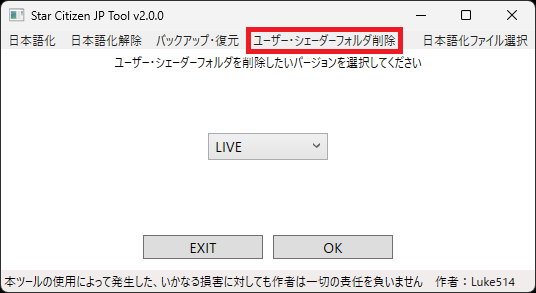 Star Citizen JP Tool v2.0.0
日本語化 日本語化解除 バックアップ・復元 ユーザー・シェーダーフォルダ削除 日本語化ファイル選択
ユーザー・シェーダーフォルダを削除したいバージョンを選択してください
LIVE
EXIT OK
本ツールの使用によって発生した、いかなる損害に対しても作者は一切の責任を負いません 作者：Luke514